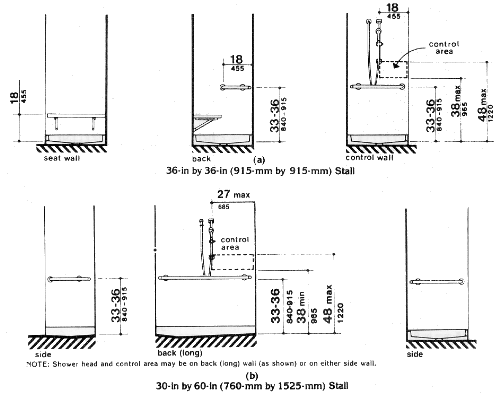 18
455
18
455
18
455
control
area
33-36
840-915
33-36
840-915
38 max
965
48 max
1220
seat wall
back
control wall
(a)
36-in by 36-in (915-mm by 915-mm) Stall
27 max
685
control
area
33-36
840-915
33-36
840-915
38 min
965
48 max
1220
side
back (long)
side
NOTE: Shower head and control area may be on back (long) wall (as shown) or on either side wall.
(b)
30-in by 60-in (760-mm by 1525-mm) Stall